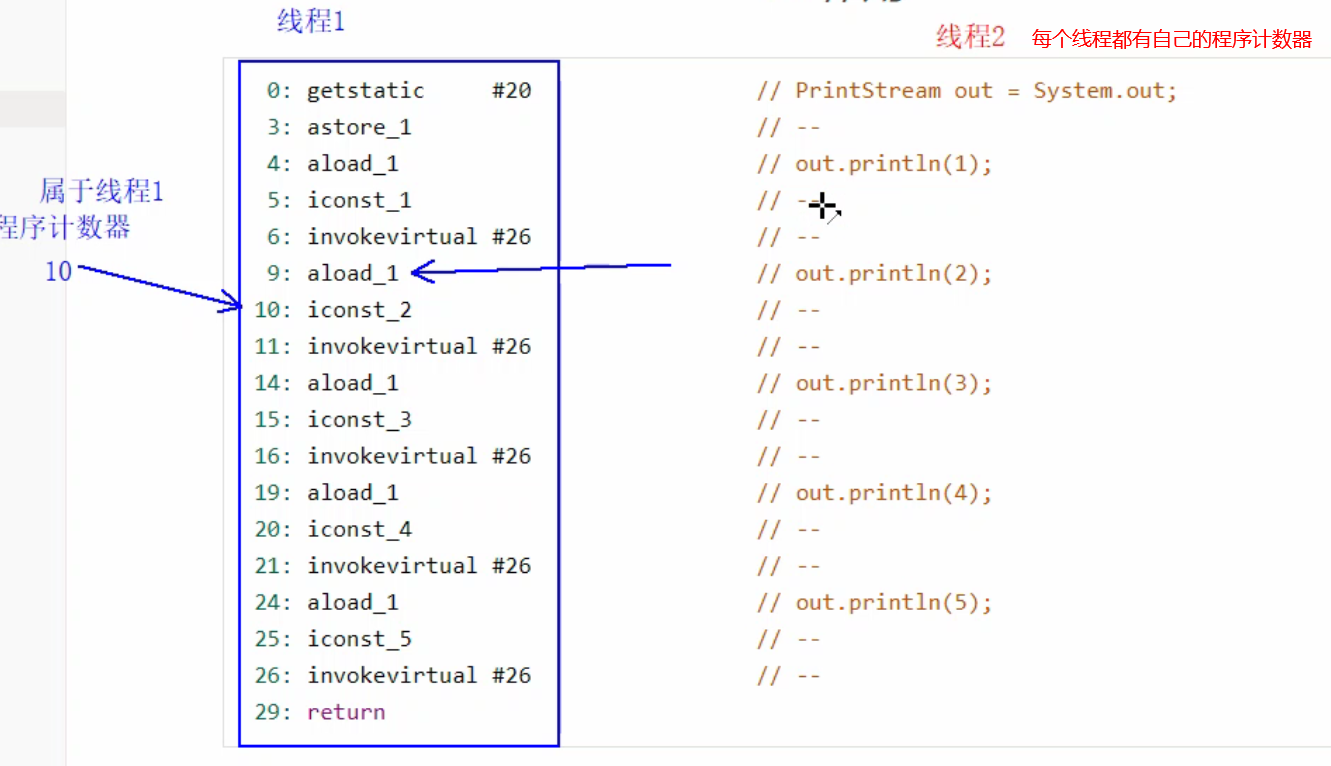 线程1
线程2 每个线程都有自己的程序计数器
0: getstatic #20 // PrintStream out = System.out;
3: astore_1 // --
4: aload_1 // out.println(1);
属于线程1
5: iconst_1 // --
程序计数器
6: invokevirtual #26 // --
10
9: aload_1 // out.println(2);
10: iconst_2 // --
11: invokevirtual #26 // --
14: aload_1 // out.println(3);
15: iconst_3 // --
16: invokevirtual #26 // --
19: aload_1 // out.println(4);
20: iconst_4 // --
21: invokevirtual #26 // --
24: aload_1 // out.println(5);
25: iconst_5 // --
26: invokevirtual #26 // --
29: return